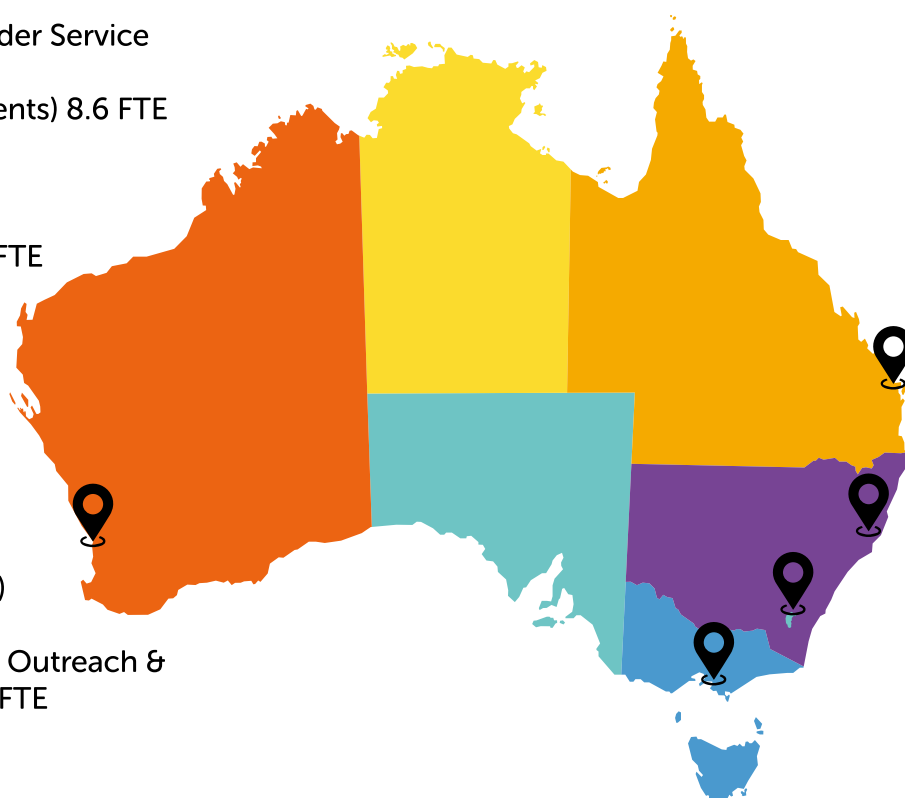 der Service
ents) 8.6 FTE
FTE
)
Outreach &
FTE